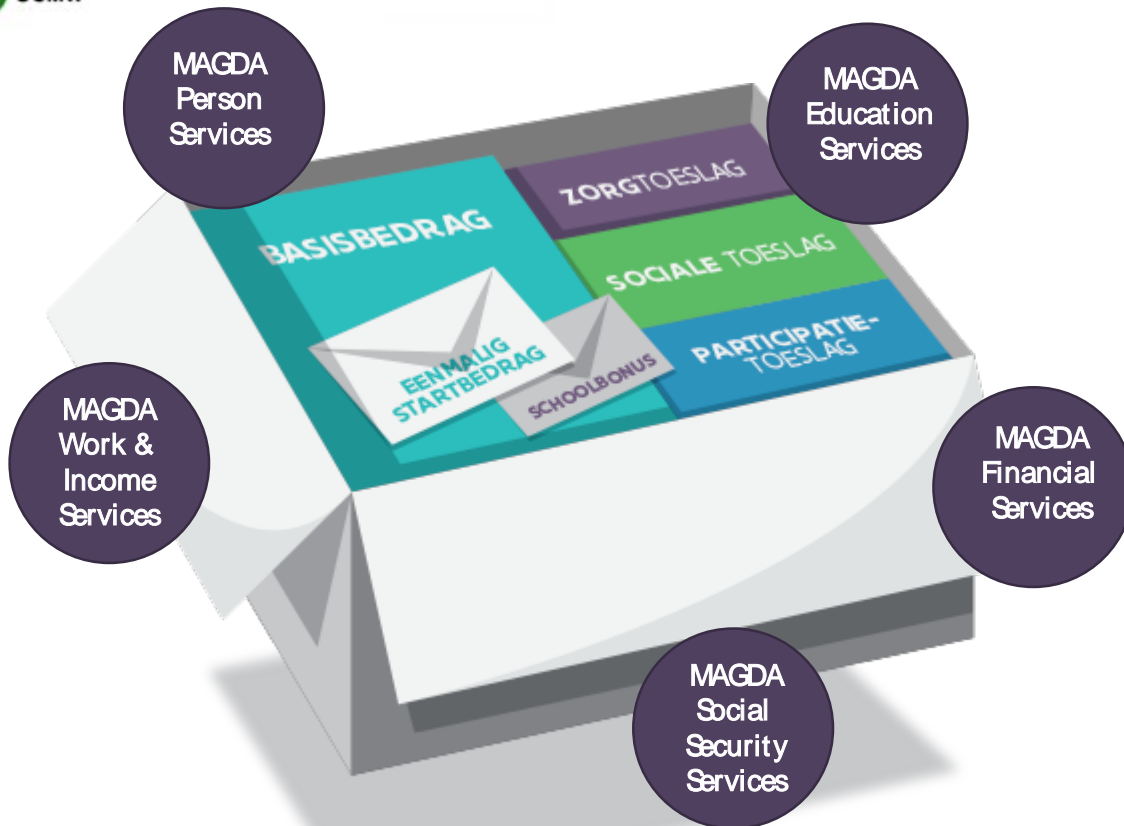 MAGDA
Person
Services
MAGDA
Education
Services
BASISBEDRAG
ZORGTOESLAG
SOCIALE TOESLAG
PARTICIPATIE-
TOESLAG
EENMALIG
STARTBEDRAG
SCHOOLBONUS
MAGDA
Work &
Income
Services
MAGDA
Financial
Services
MAGDA
Social
Security
Services